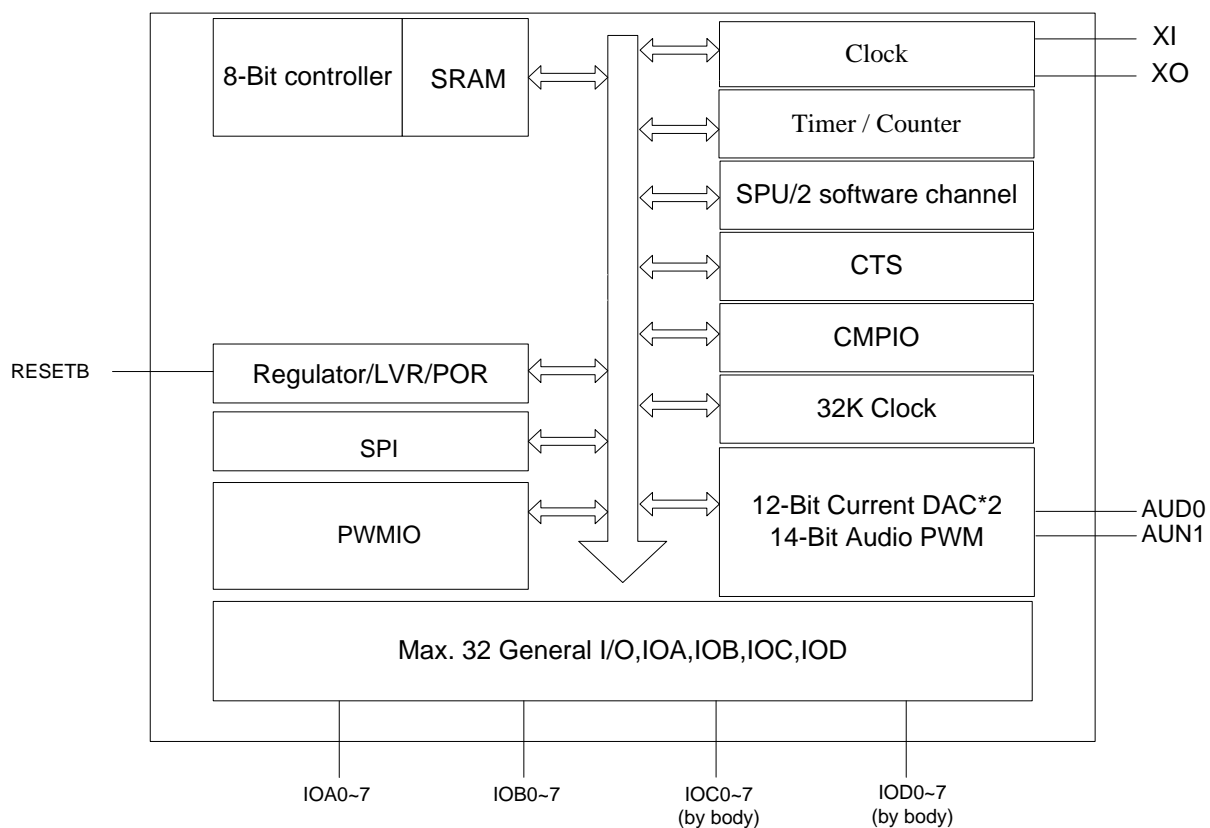 8-Bit controller
SRAM
Clock
XI
XO
Timer / Counter
SPU/2 software channel
CTS
CMPIO
RESETB
Regulator/LVR/POR
32K Clock
SPI
PWMIO
12-Bit Current DAC*2
14-Bit Audio PWM
AUD0
AUN1
Max. 32 General I/O,IOA,IOB,IOC,IOD
IOA0~7
IOB0~7
IOC0~7
(by body)
IOD0~7
(by body)